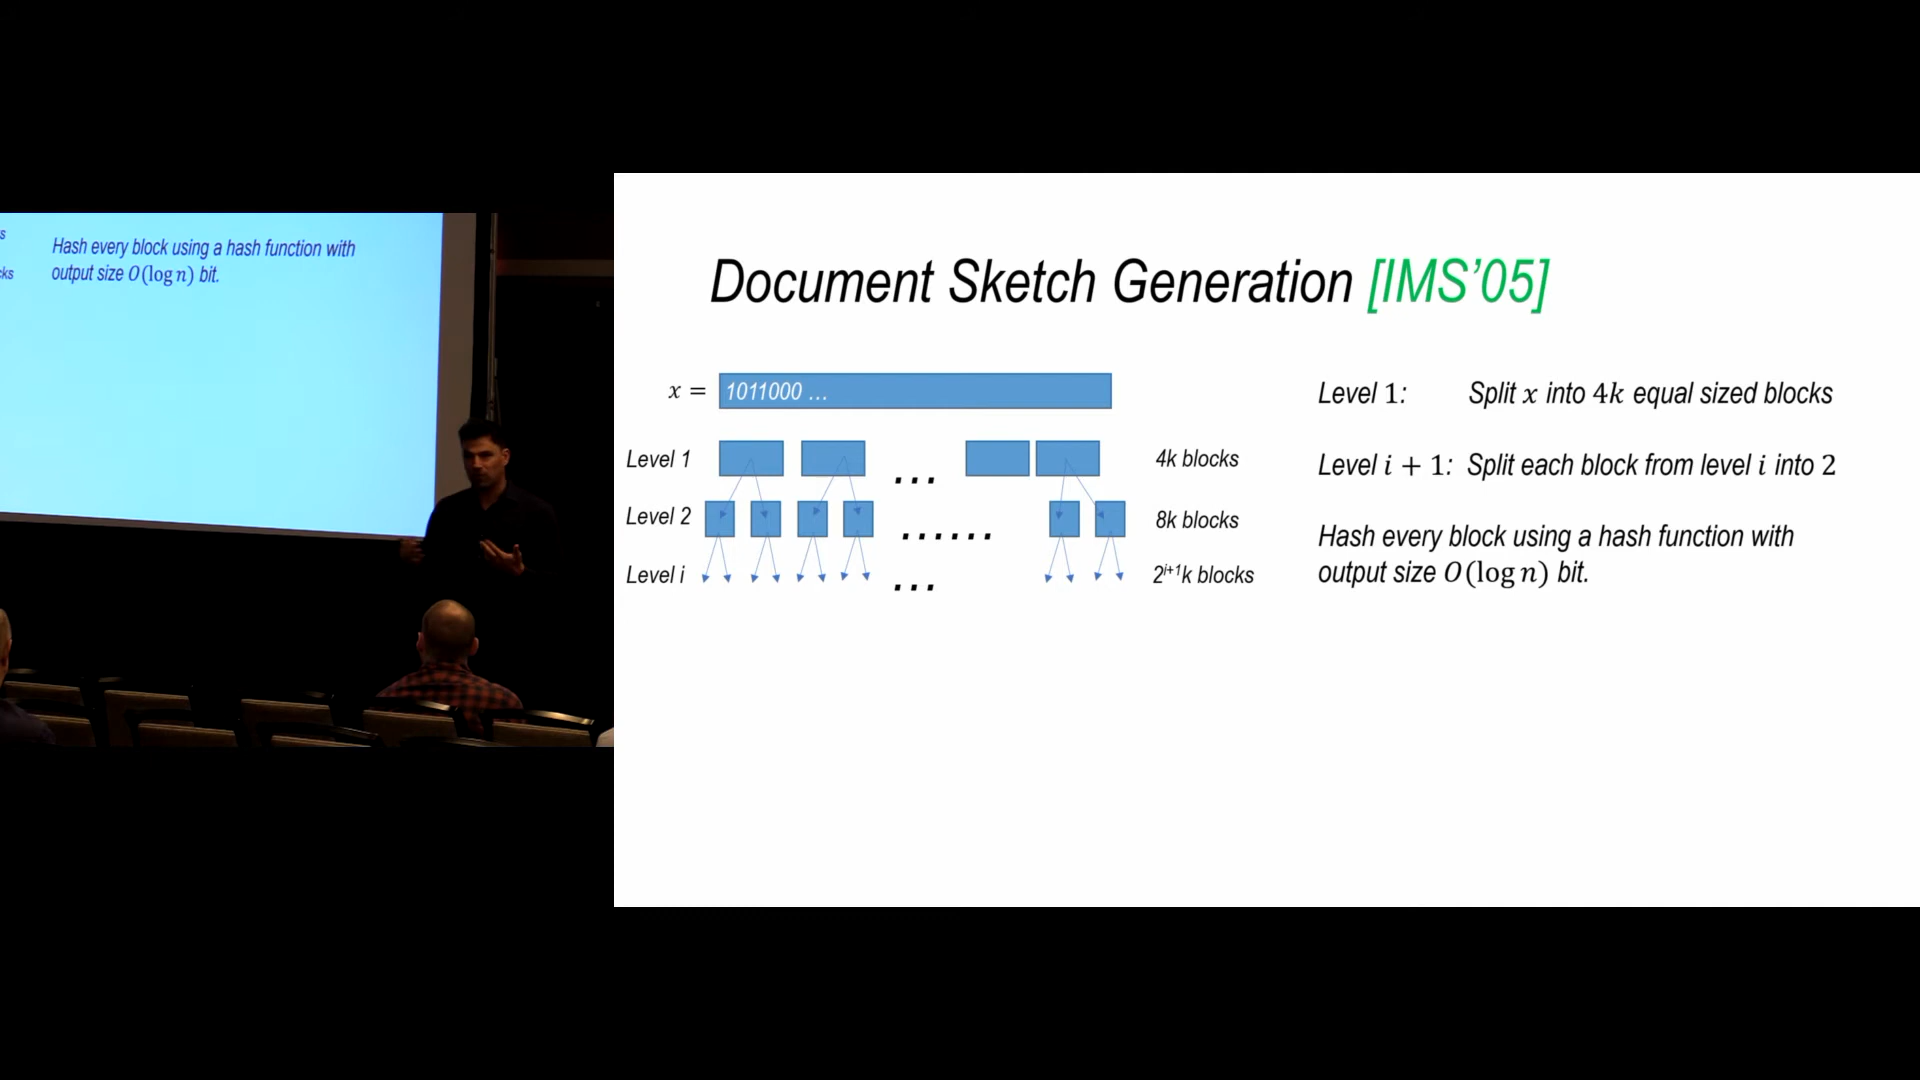 s
cks
Hash every block using a hash function with
output size O(log n) bit.
Document Sketch Generation [IMS’05]
x = 1011000 …
Level 1 … 4k blocks
Level 2 …… 8k blocks
Level i … 2^{i+1}k blocks
Level 1: Split x into 4k equal sized blocks
Level i + 1: Split each block from level i into 2
Hash every block using a hash function with
output size O(log n) bit.